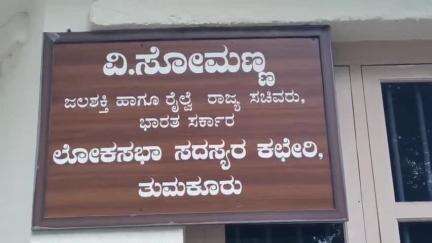 ವಿ.ಸೋಮಣ್ಣ
ಜಲಶಕ್ತಿ ಹಾಗೂ ರೈಲ್ವೆ ರಾಜ್ಯ ಸಚಿವರು,
ಭಾರತ ಸರ್ಕಾರ
ಲೋಕಸಭಾ ಸದಸ್ಯರ ಕಛೇರಿ,
ತುಮಕೂರು